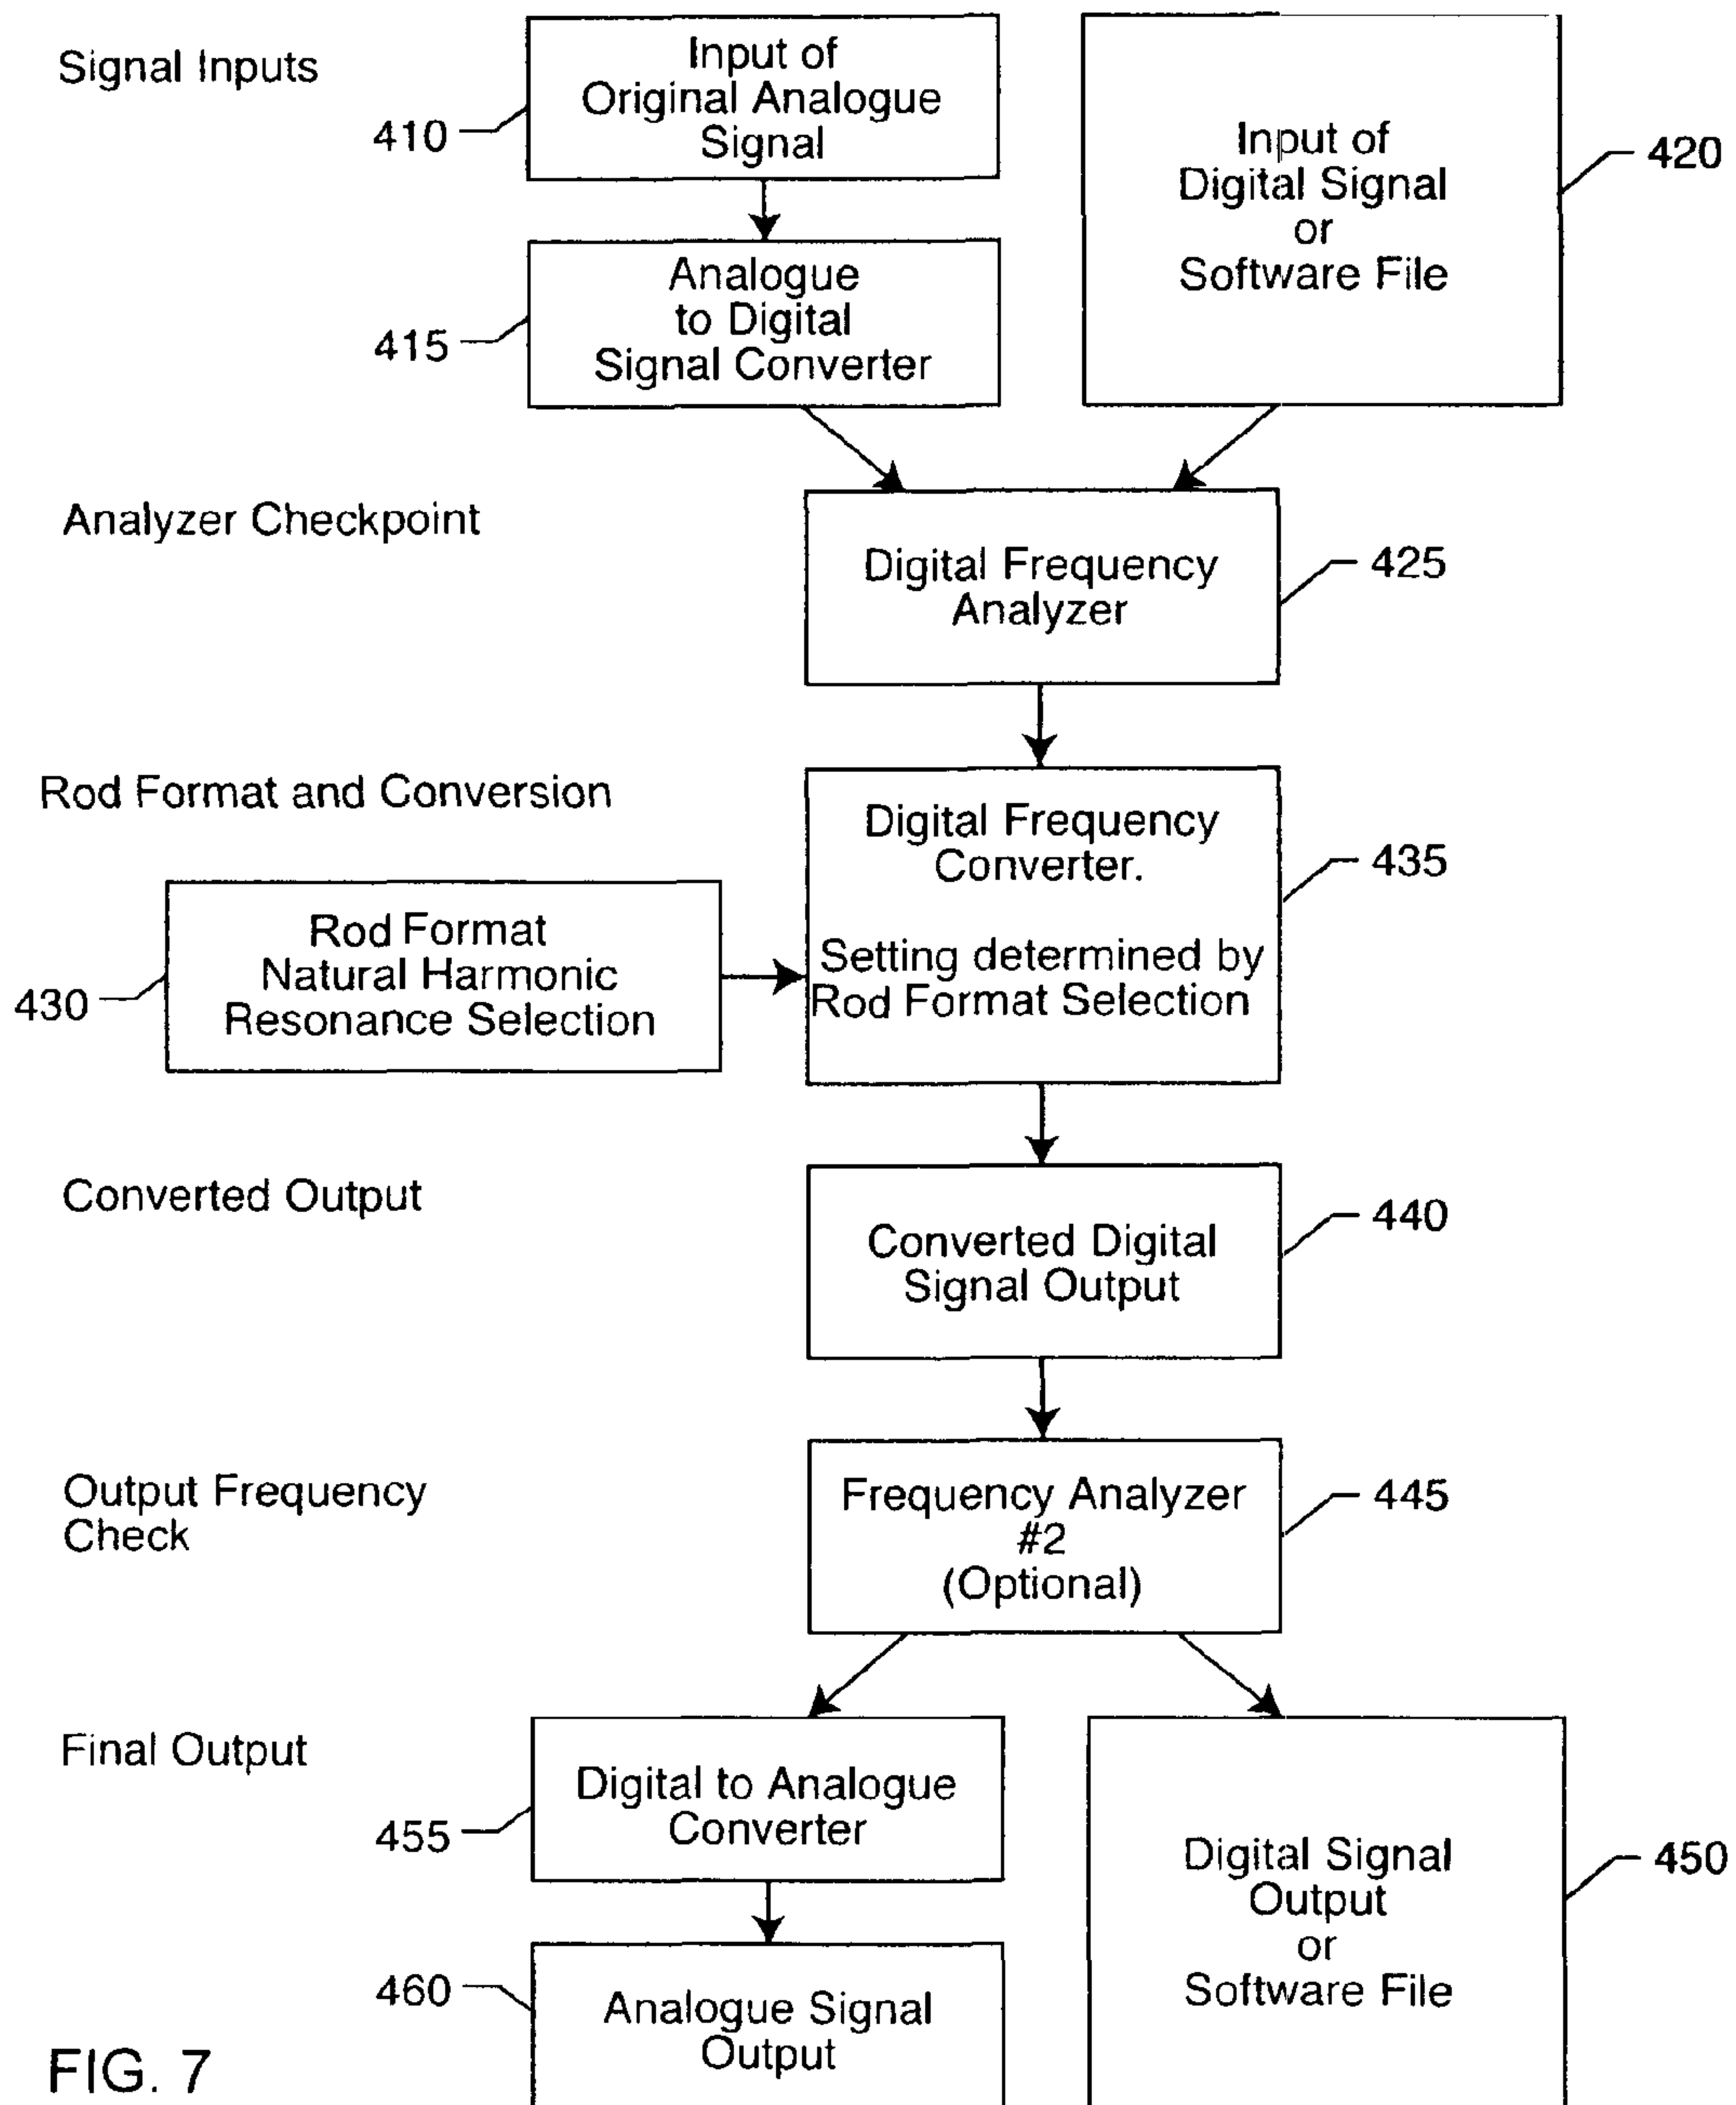 Signal Inputs
Input of
Original Analogue
Signal
410
Input of
Digital Signal
or
Software File
420
Analogue
to Digital
Signal Converter
415
Analyzer Checkpoint
Digital Frequency
Analyzer
425
Rod Format and Conversion
Digital Frequency
Converter.
Setting determined by
Rod Format Selection
435
Rod Format
Natural Harmonic
Resonance Selection
430
Converted Output
Converted Digital
Signal Output
440
Output Frequency
Check
Frequency Analyzer
#2
(Optional)
445
Final Output
Digital to Analogue
Converter
455
Digital Signal
Output
or
Software File
450
460
Analogue Signal
Output
FIG. 7